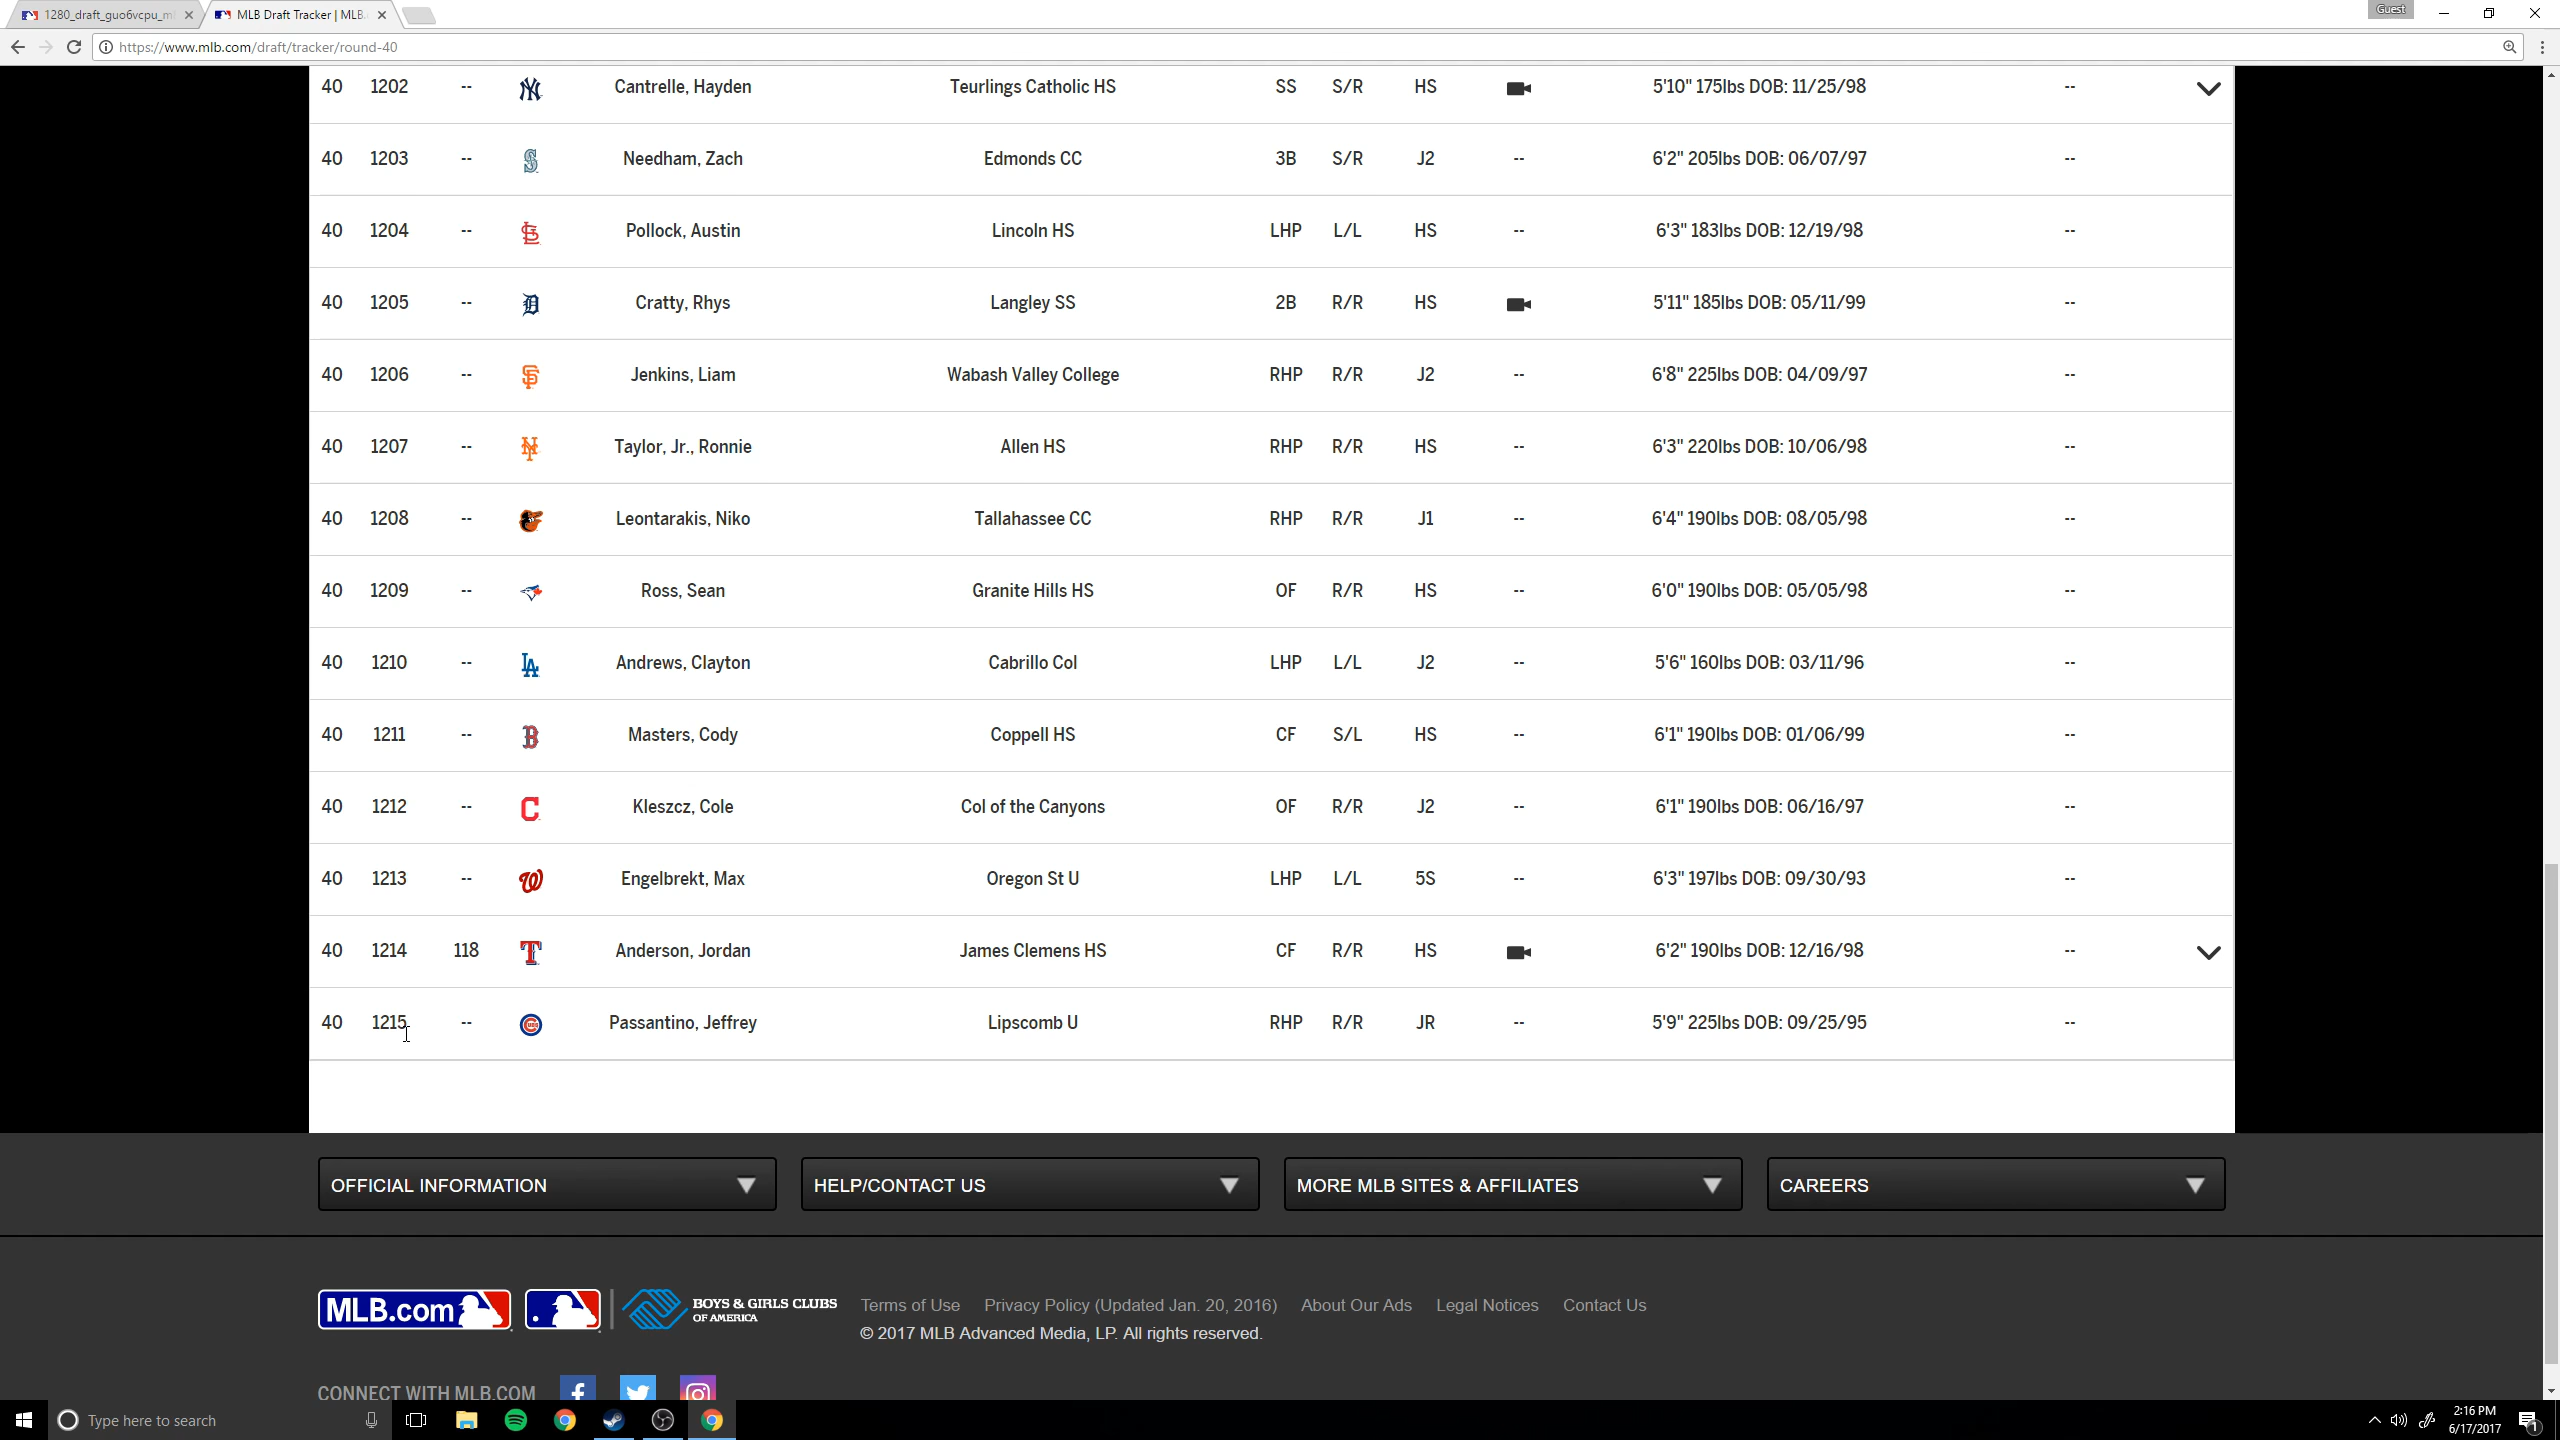 1280_draft_guo6vcpu_ml
MLB Draft Tracker | MLB.
Guest
https://www.mlb.com/draft/tracker/round-40
40 1202 -- NY Cantrelle, Hayden Teurlings Catholic HS SS S/R HS 5'10" 175lbs DOB: 11/25/98 --
40 1203 -- S Needham, Zach Edmonds CC 3B S/R J2 -- 6'2" 205lbs DOB: 06/07/97 --
40 1204 -- STL Pollock, Austin Lincoln HS LHP L/L HS -- 6'3" 183lbs DOB: 12/19/98 --
40 1205 -- D Cratty, Rhys Langley SS 2B R/R HS 5'11" 185lbs DOB: 05/11/99 --
40 1206 -- SF Jenkins, Liam Wabash Valley College RHP R/R J2 -- 6'8" 225lbs DOB: 04/09/97 --
40 1207 -- NY Taylor, Jr., Ronnie Allen HS RHP R/R HS -- 6'3" 220lbs DOB: 10/06/98 --
40 1208 -- Leontarakis, Niko Tallahassee CC RHP R/R J1 -- 6'4" 190lbs DOB: 08/05/98 --
40 1209 -- Ross, Sean Granite Hills HS OF R/R HS -- 6'0" 190lbs DOB: 05/05/98 --
40 1210 -- LA Andrews, Clayton Cabrillo Col LHP L/L J2 -- 5'6" 160lbs DOB: 03/11/96 --
40 1211 -- B Masters, Cody Coppell HS CF S/L HS -- 6'1" 190lbs DOB: 01/06/99 --
40 1212 -- C Kleszcz, Cole Col of the Canyons OF R/R J2 -- 6'1" 190lbs DOB: 06/16/97 --
40 1213 -- W Engelbrekt, Max Oregon St U LHP L/L 5S -- 6'3" 197lbs DOB: 09/30/93 --
40 1214 118 T Anderson, Jordan James Clemens HS CF R/R HS 6'2" 190lbs DOB: 12/16/98 --
40 1215 -- CUBS Passantino, Jeffrey Lipscomb U RHP R/R JR -- 5'9" 225lbs DOB: 09/25/95 --
OFFICIAL INFORMATION HELP/CONTACT US MORE MLB SITES & AFFILIATES CAREERS
MLB.com BOYS & GIRLS CLUBS OF AMERICA Terms of Use Privacy Policy (Updated Jan. 20, 2016) About Our Ads Legal Notices Contact Us
© 2017 MLB Advanced Media, LP. All rights reserved.
CONNECT WITH MLB.COM
Type here to search
2:16 PM
6/17/2017
1